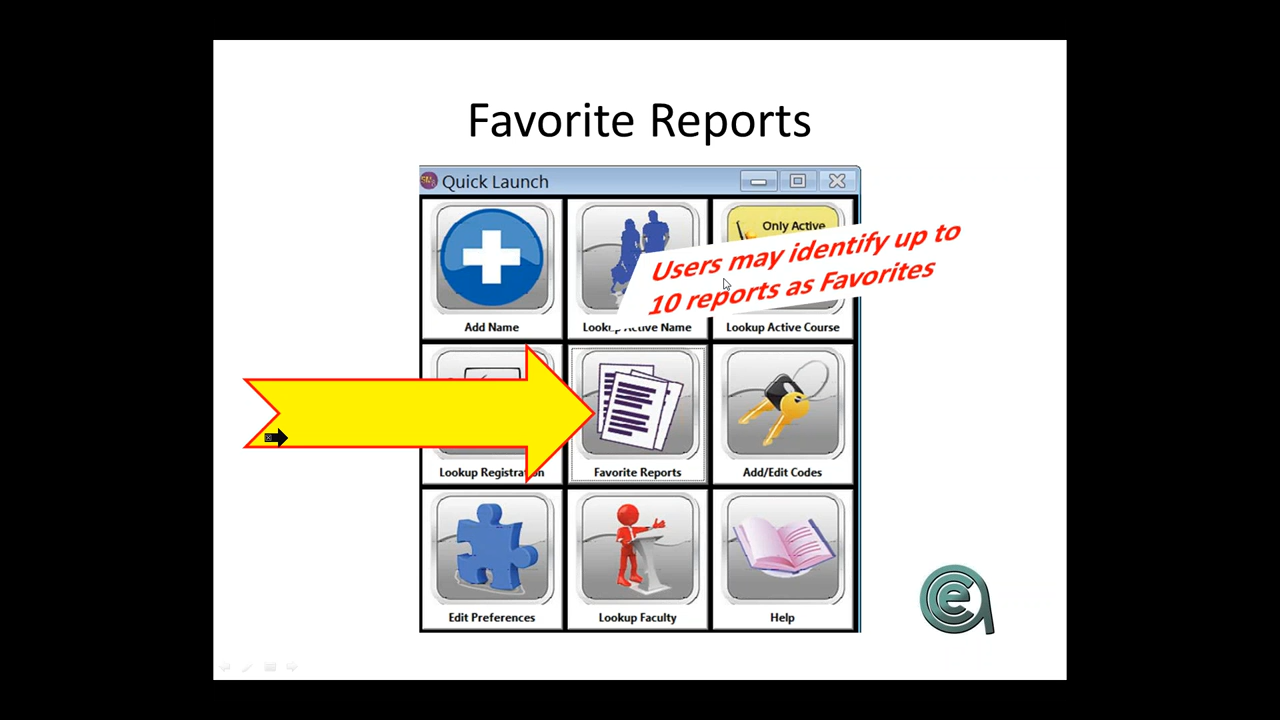 Favorite Reports
Quick Launch
Only Active
Users may identify up to
10 reports as Favorites
Add Name
Lookup Active Name
Lookup Active Course
Lookup Registration
Favorite Reports
Add/Edit Codes
Edit Preferences
Lookup Faculty
Help